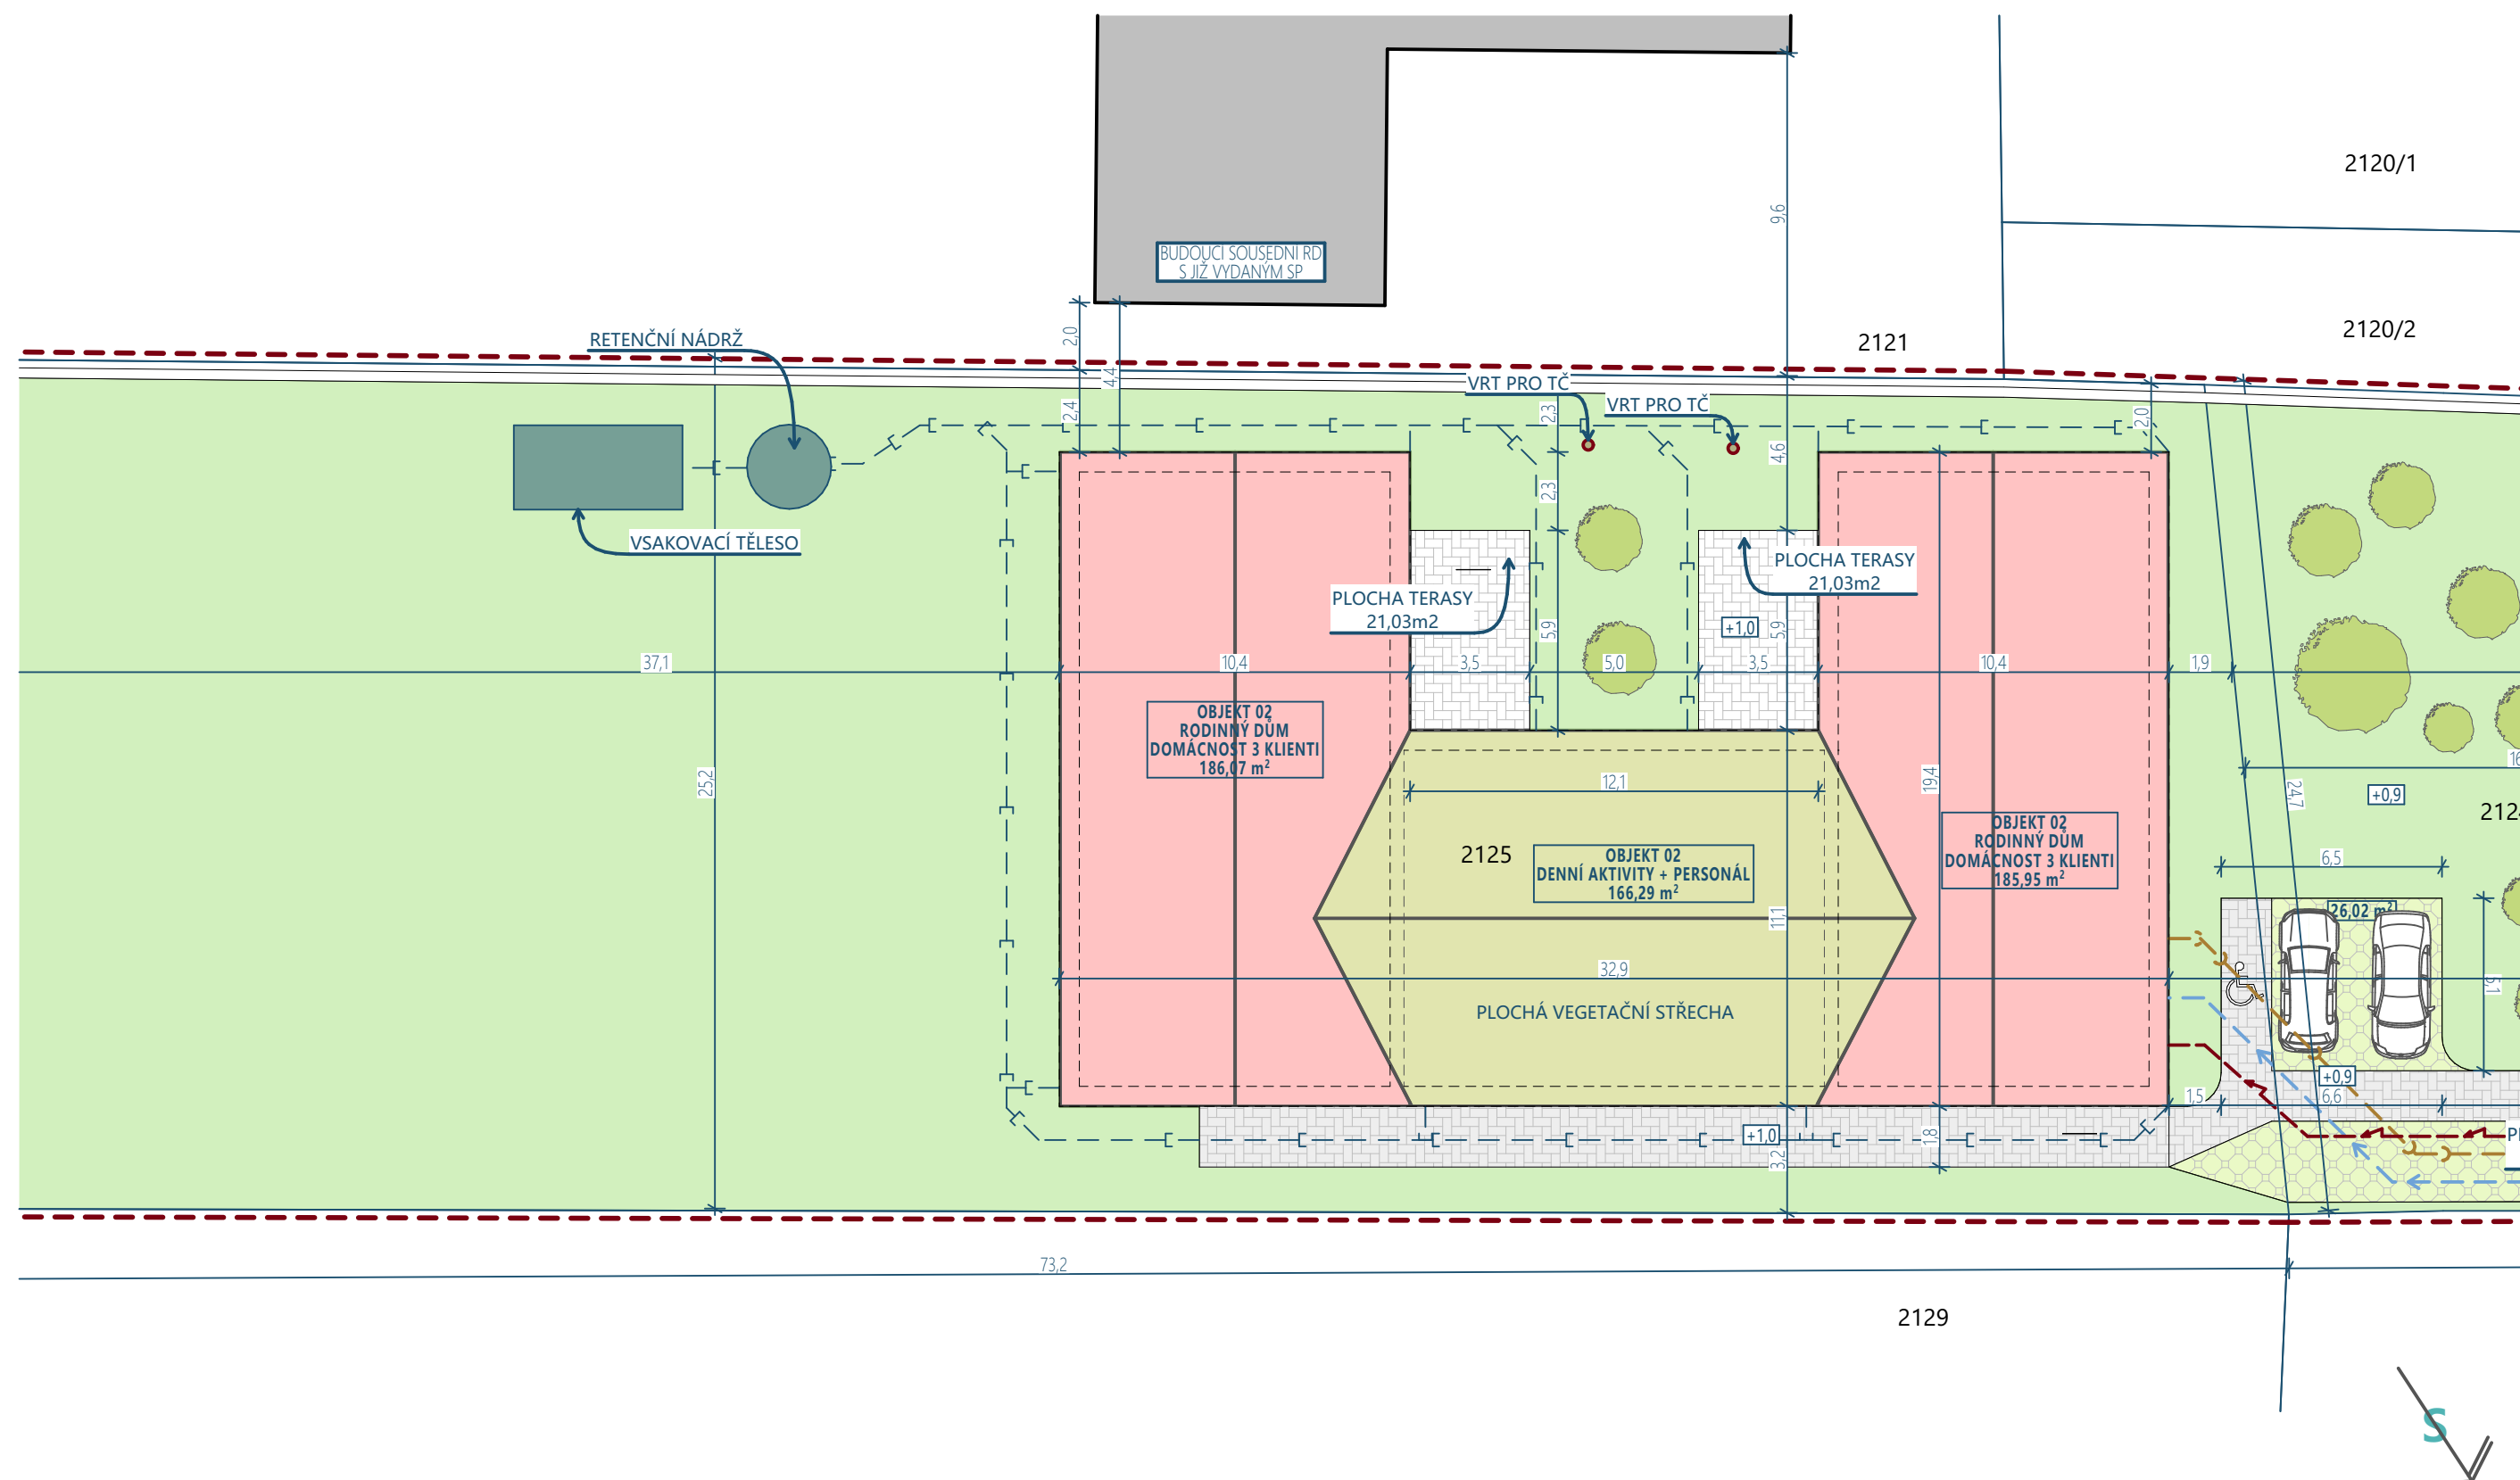 2120/1
9,6
BUDOUCÍ SOUSEDNÍ RD
S JIŽ VYDANÝM SP
2120/2
RETENČNÍ NÁDRŽ
2,0
2121
4,4
VRT PRO TČ
VRT PRO TČ
2,4
2,3
2,0
4,6
2,3
VSAKOVACÍ TĚLESO
PLOCHA TERASY
21,03m2
PLOCHA TERASY
21,03m2
5,9
+1,0
5,9
37,1
10,4
3,5
5,0
3,5
10,4
1,9
OBJEKT 02
RODINNÝ DŮM
DOMÁCNOST 3 KLIENTI
186,07 m²
25,2
12,1
19,4
24,7
16
+0,9
212
OBJEKT 02
RODINNÝ DŮM
DOMÁCNOST 3 KLIENTI
185,95 m²
2125
OBJEKT 02
DENNÍ AKTIVITY + PERSONÁL
166,29 m²
6,5
26,02 m²
11,1
32,9
5,1
PLOCHÁ VEGETAČNÍ STŘECHA
+0,9
1,5
6,6
+1,0
1,8
3,2
73,2
2129
S